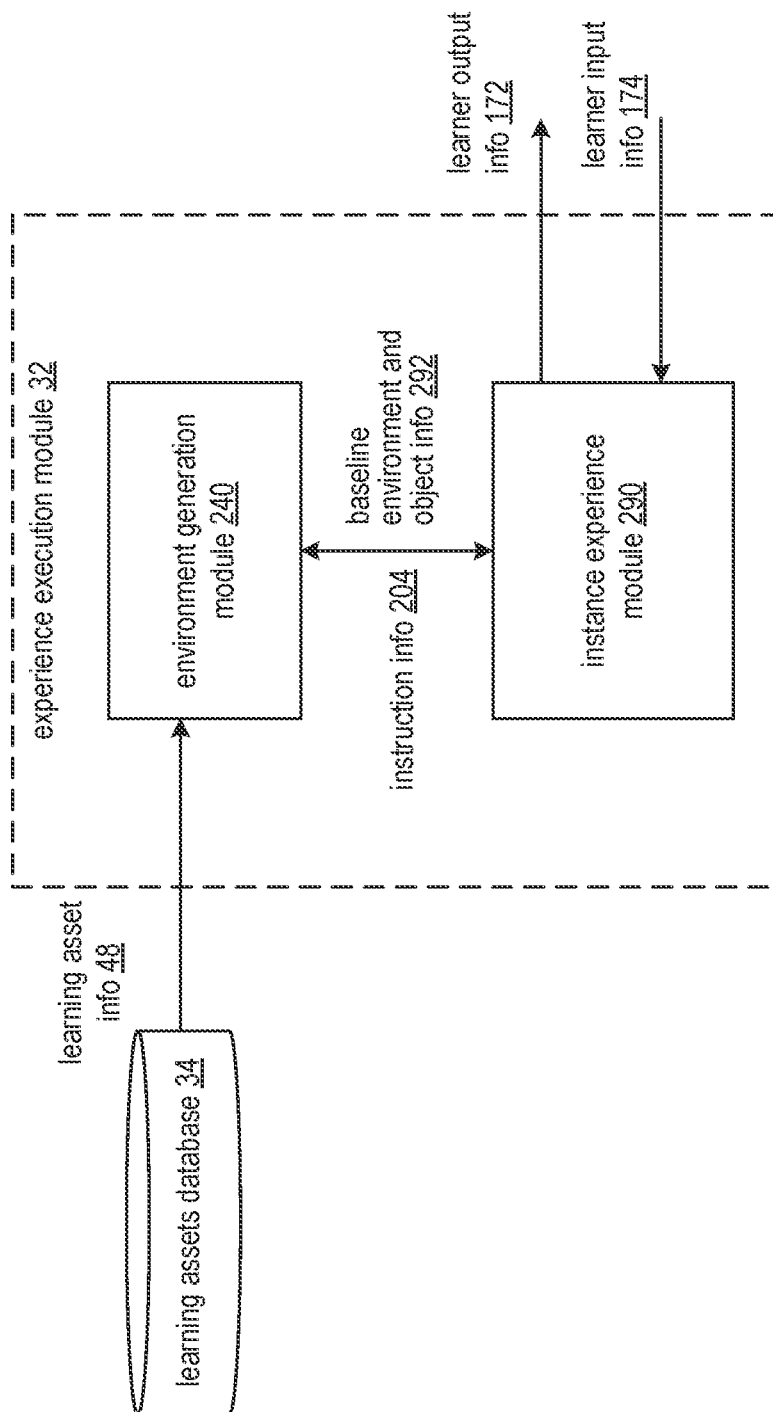 learning assets database 34
learning asset
info 48
experience execution module 32
environment generation
module 240
instruction info 204
baseline
environment and
object info 292
instance experience
module 290
learner output
info 172
learner input
info 174